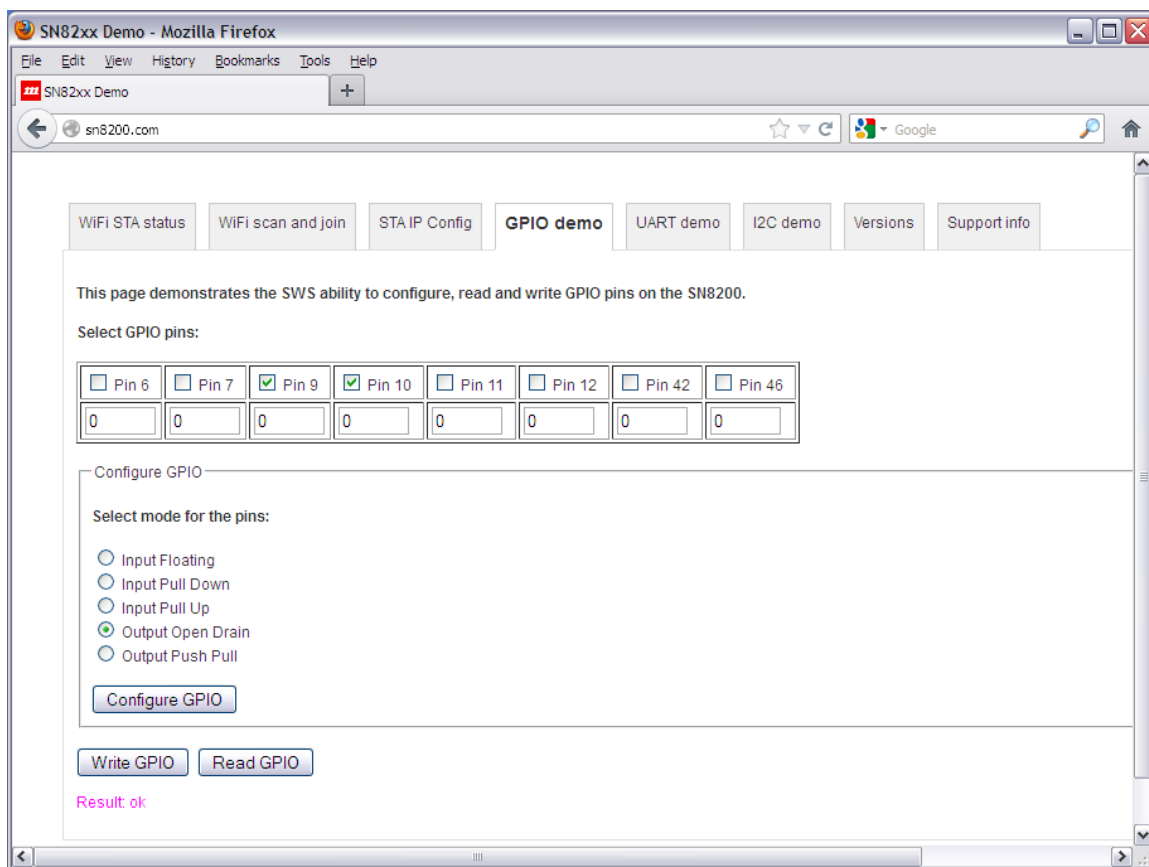 SN82xx Demo - Mozilla Firefox
File Edit View History Bookmarks Tools Help
m SN82xx Demo +
sn8200.com Google
WiFi STA status WiFi scan and join STA IP Config GPIO demo UART demo I2C demo Versions Support info
This page demonstrates the SWS ability to configure, read and write GPIO pins on the SN8200.
Select GPIO pins:
Pin 6 Pin 7 Pin 9 Pin 10 Pin 11 Pin 12 Pin 42 Pin 46
0 0 0 0 0 0 0 0
Configure GPIO
Select mode for the pins:
Input Floating
Input Pull Down
Input Pull Up
Output Open Drain
Output Push Pull
Configure GPIO
Write GPIO Read GPIO
Result: ok